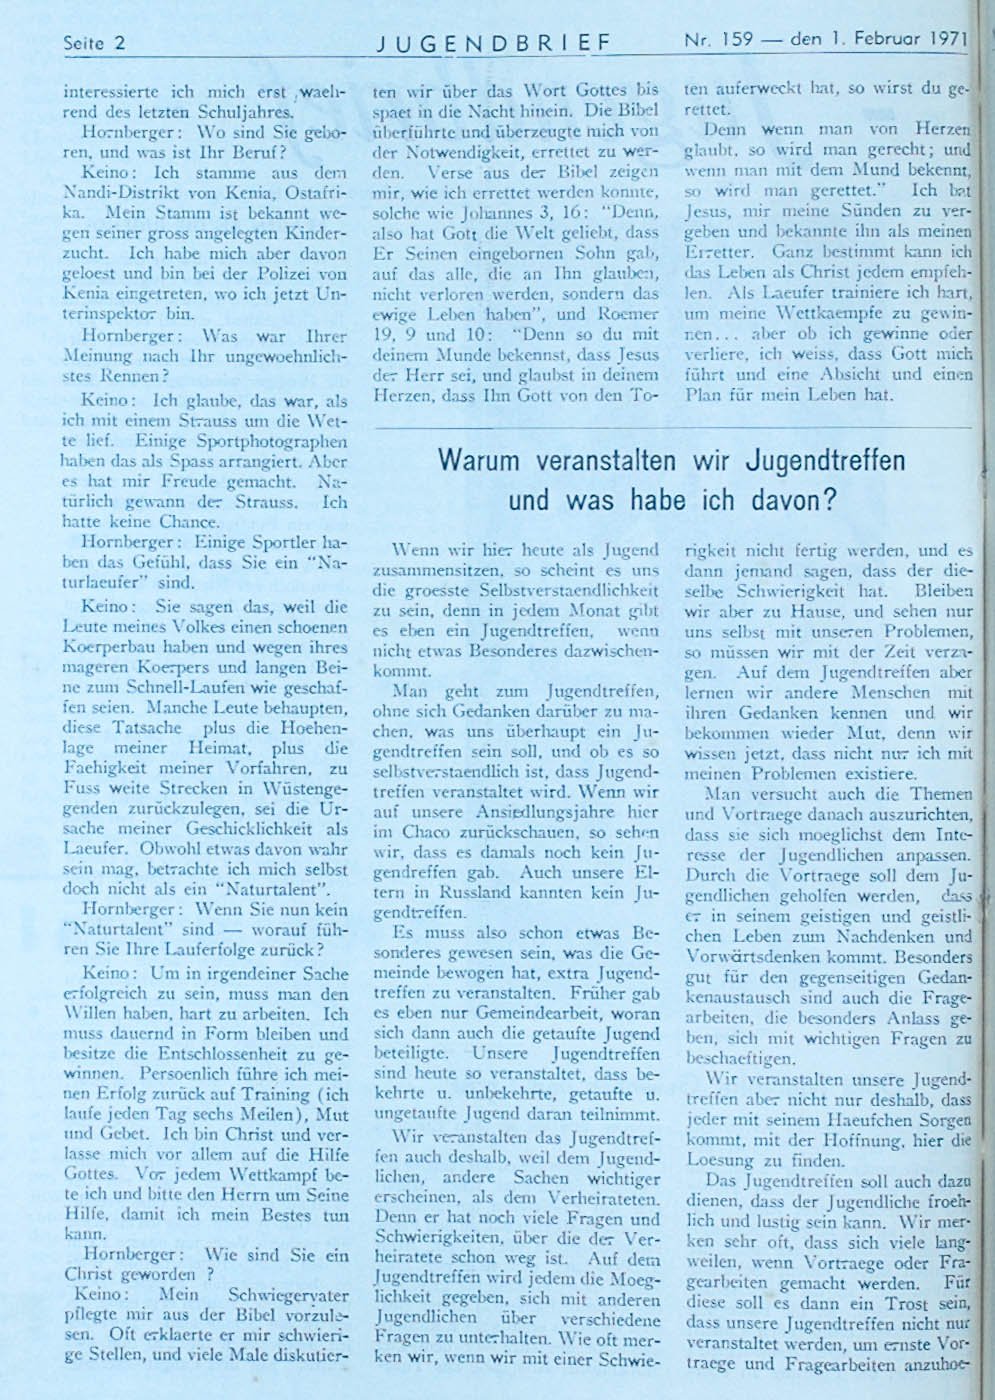 Seite 2
JUGENDBRIEF
Nr. 159 — den 1. Februar 1971
interessierte ich mich erst waeh-
rend des letzten Schuljahres.
Hornberger: Wo sind Sie gebo-
ren, und was ist Ihr Beruf?
Keino: Ich stamme aus dem
Nandi-Distrikt von Kenia, Ostafri-
ka. Mein Stamm ist bekannt we-
gen seiner gross angelegten Kinder-
zucht. Ich habe mich aber davon
geloest und bin bei der Polizei von
Kenia eingetreten, wo ich jetzt Un-
terinspektor bin.
Hornberger: Was war Ihrer
Meinung nach Ihr ungewoehnlich-
stes Rennen?
Keino: Ich glaube, das war, als
ich mit einem Strauss um die Wet-
te lief. Einige Sportphotographen
haben das als Spass arrangiert. Aber
es hat mir Freude gemacht. Na-
türlich gewann der Strauss. Ich
hatte keine Chance.
Hornberger: Einige Sportler ha-
ben das Gefühl, dass Sie ein "Na-
turlaeufer" sind.
Keino: Sie sagen das, weil die
Leute meines Volkes einen schoenen
Koerperbau haben und wegen ihres
mageren Koerpers und langen Bei-
ne zum Schnell-Laufen wie geschaf-
fen seien. Manche Leute behaupten,
diese Tatsache plus die Hoehen-
lage meiner Heimat, plus die
Faehigkeit meiner Vorfahren, zu
Fuss weite Strecken in Wüstenge-
genden zurückzulegen, sei die Ur-
sache meiner Geschicklichkeit als
Laeufer. Obwohl etwas davon wahr
sein mag, betrachte ich mich selbst
doch nicht als ein "Naturtalent".
Hornberger: Wenn Sie nun kein
"Naturtalent" sind — worauf füh-
ren Sie Ihre Lauferfolge zurück?
Keino: Um in irgendeiner Sache
erfolgreich zu sein, muss man den
Willen haben, hart zu arbeiten. Ich
muss dauernd in Form bleiben und
besitze die Entschlossenheit zu ge-
winnen. Persoenlich führe ich mei-
nen Erfolg zurück auf Training (ich
laufe jeden Tag sechs Meilen), Mut
und Gebet. Ich bin Christ und ver-
lasse mich vor allem auf die Hilfe
Gottes. Vor jedem Wettkampf be-
te ich und bitte den Herrn um Seine
Hilfe, damit ich mein Bestes tun
kann.
Hornberger: Wie sind Sie ein
Christ geworden ?
Keino: Mein Schwiegervater
pflegte mir aus der Bibel vorzule-
sen. Oft erklaerte er mir schwieri-
ge Stellen, und viele Male diskutier-
ten wir über das Wort Gottes bis
spaet in die Nacht hinein. Die Bibel
überführte und überzeugte mich von
der Notwendigkeit, errettet zu wer-
den. Verse aus der Bibel zeigen
mir, wie ich errettet werden konnte,
solche wie Johannes 3, 16: "Denn,
also hat Gott die Welt geliebt, dass
Er Seinen eingebornen Sohn gab,
auf das alle, die an Ihn glauben,
nicht verloren werden, sondern das
ewige Leben haben", und Roemer
19, 9 und 10: "Denn so du mit
deinem Munde bekennst, dass Jesus
der Herr sei, und glaubst in deinem
Herzen, dass Ihn Gott von den To-
ten auferweckt hat, so wirst du ge-
rettet.
Denn wenn man von Herzen
glaubt, so wird man gerecht; und
wenn man mit dem Mund bekennt,
so wird man gerettet." Ich bat
Jesus, mir meine Sünden zu ver-
geben und bekannte ihn als meinen
Erretter. Ganz bestimmt kann ich
das Leben als Christ jedem empfeh-
len. Als Laeufer trainiere ich hart,
um meine Wettkaempfe zu gewin-
nen... aber ob ich gewinne oder
verliere, ich weiss, dass Gott mich
führt und eine Absicht und einen
Plan für mein Leben hat.
Warum veranstalten wir Jugendtreffen
und was habe ich davon?
Wenn wir hier heute als Jugend
zusammensitzen, so scheint es uns
die groesste Selbstverstaendlichkeit
zu sein, denn in jedem Monat gibt
es eben ein Jugendtreffen, wenn
nicht etwas Besonderes dazwischen-
kommt.
Man geht zum Jugendtreffen,
ohne sich Gedanken darüber zu ma-
chen, was uns überhaupt ein Ju-
gendtreffen sein soll, und ob es so
selbstverstaendlich ist, dass Jugend-
treffen veranstaltet wird. Wenn wir
auf unsere Ansiedlungsjahre hier
im Chaco zurückschauen, so sehen
wir, dass es damals noch kein Ju-
gendreffen gab. Auch unsere El-
tern in Russland kannten kein Ju-
gendtreffen.
Es muss also schon etwas Be-
sonderes gewesen sein, was die Ge-
meinde bewogen hat, extra Jugend-
treffen zu veranstalten. Früher gab
es eben nur Gemeindearbeit, woran
sich dann auch die getaufte Jugend
beteiligte. Unsere Jugendtreffen
sind heute so veranstaltet, dass be-
kehrte u. unbekehrte, getaufte u.
ungetaufte Jugend daran teilnimmt.
Wir veranstalten das Jugendtref-
fen auch deshalb, weil dem Jugend-
lichen, andere Sachen wichtiger
erscheinen, als dem Verheirateten.
Denn er hat noch viele Fragen und
Schwierigkeiten, über die der Ver-
heiratete schon weg ist. Auf dem
Jugendtreffen wird jedem die Moeg-
lichkeit gegeben, sich mit anderen
Jugendlichen über verschiedene
Fragen zu unterhalten. Wie oft mer-
ken wir, wenn wir mit einer Schwie-
rigkeit nicht fertig werden, und es
dann jemand sagen, dass der die-
selbe Schwierigkeit hat. Bleiben
wir aber zu Hause, und sehen nur
uns selbst mit unseren Problemen,
so müssen wir mit der Zeit verza-
gen. Auf dem Jugendtreffen aber
lernen wir andere Menschen mit
ihren Gedanken kennen und wir
bekommen wieder Mut, denn wir
wissen jetzt, dass nicht nur ich mit
meinen Problemen existiere.
Man versucht auch die Themen
und Vortraege danach auszurichten,
dass sie sich moeglichst dem Inte-
resse der Jugendlichen anpassen.
Durch die Vortraege soll dem Ju-
gendlichen geholfen werden, dass
er in seinem geistigen und geistli-
chen Leben zum Nachdenken und
Vorwärtsdenken kommt. Besonders
gut für den gegenseitigen Gedan-
kenaustausch sind auch die Frage-
arbeiten, die besonders Anlass ge-
ben, sich mit wichtigen Fragen zu
beschaeftigen.
Wir veranstalten unsere Jugend-
treffen aber nicht nur deshalb, dass
jeder mit seinem Haeufchen Sorgen
kommt, mit der Hoffnung, hier die
Loesung zu finden.
Das Jugendtreffen soll auch dazu
dienen, dass der Jugendliche froeh-
lich und lustig sein kann. Wir mer-
ken sehr oft, dass sich viele lang-
weilen, wenn Vortraege oder Fra-
gearbeiten gemacht werden. Für
diese soll es dann ein Trost sein,
dass unsere Jugendtreffen nicht nur
veranstaltet werden, um ernste Vor-
traege und Fragearbeiten anzuhoe-